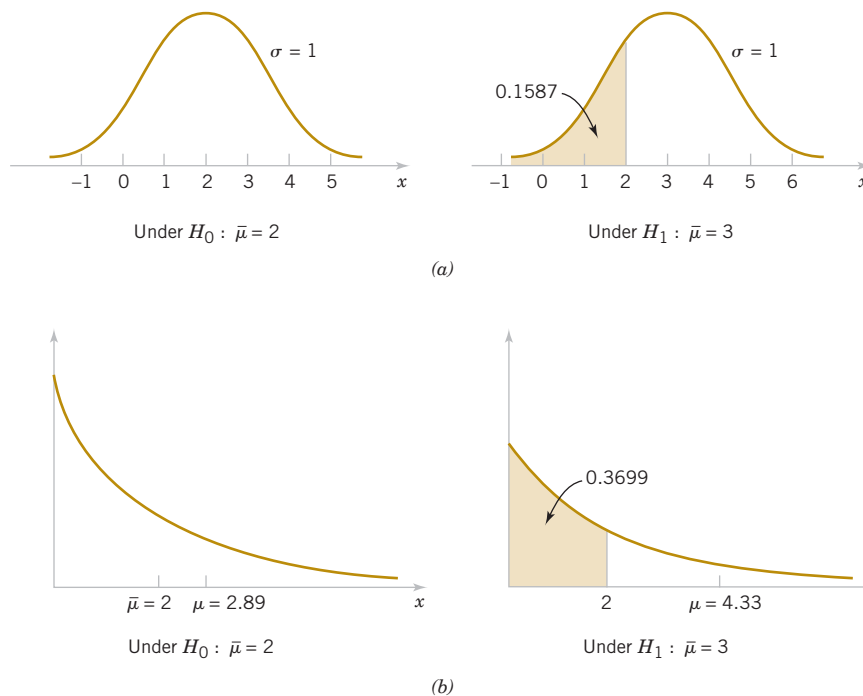 σ = 1
σ = 1
0.1587
−1 0 1 2 3 4 5 x
−1 0 1 2 3 4 5 6 x
Under H₀ : μ̄ = 2
Under H₁ : μ̄ = 3
(a)
0.3699
μ̄ = 2 μ = 2.89 x
2 μ = 4.33
Under H₀ : μ̄ = 2
Under H₁ : μ̄ = 3
(b)